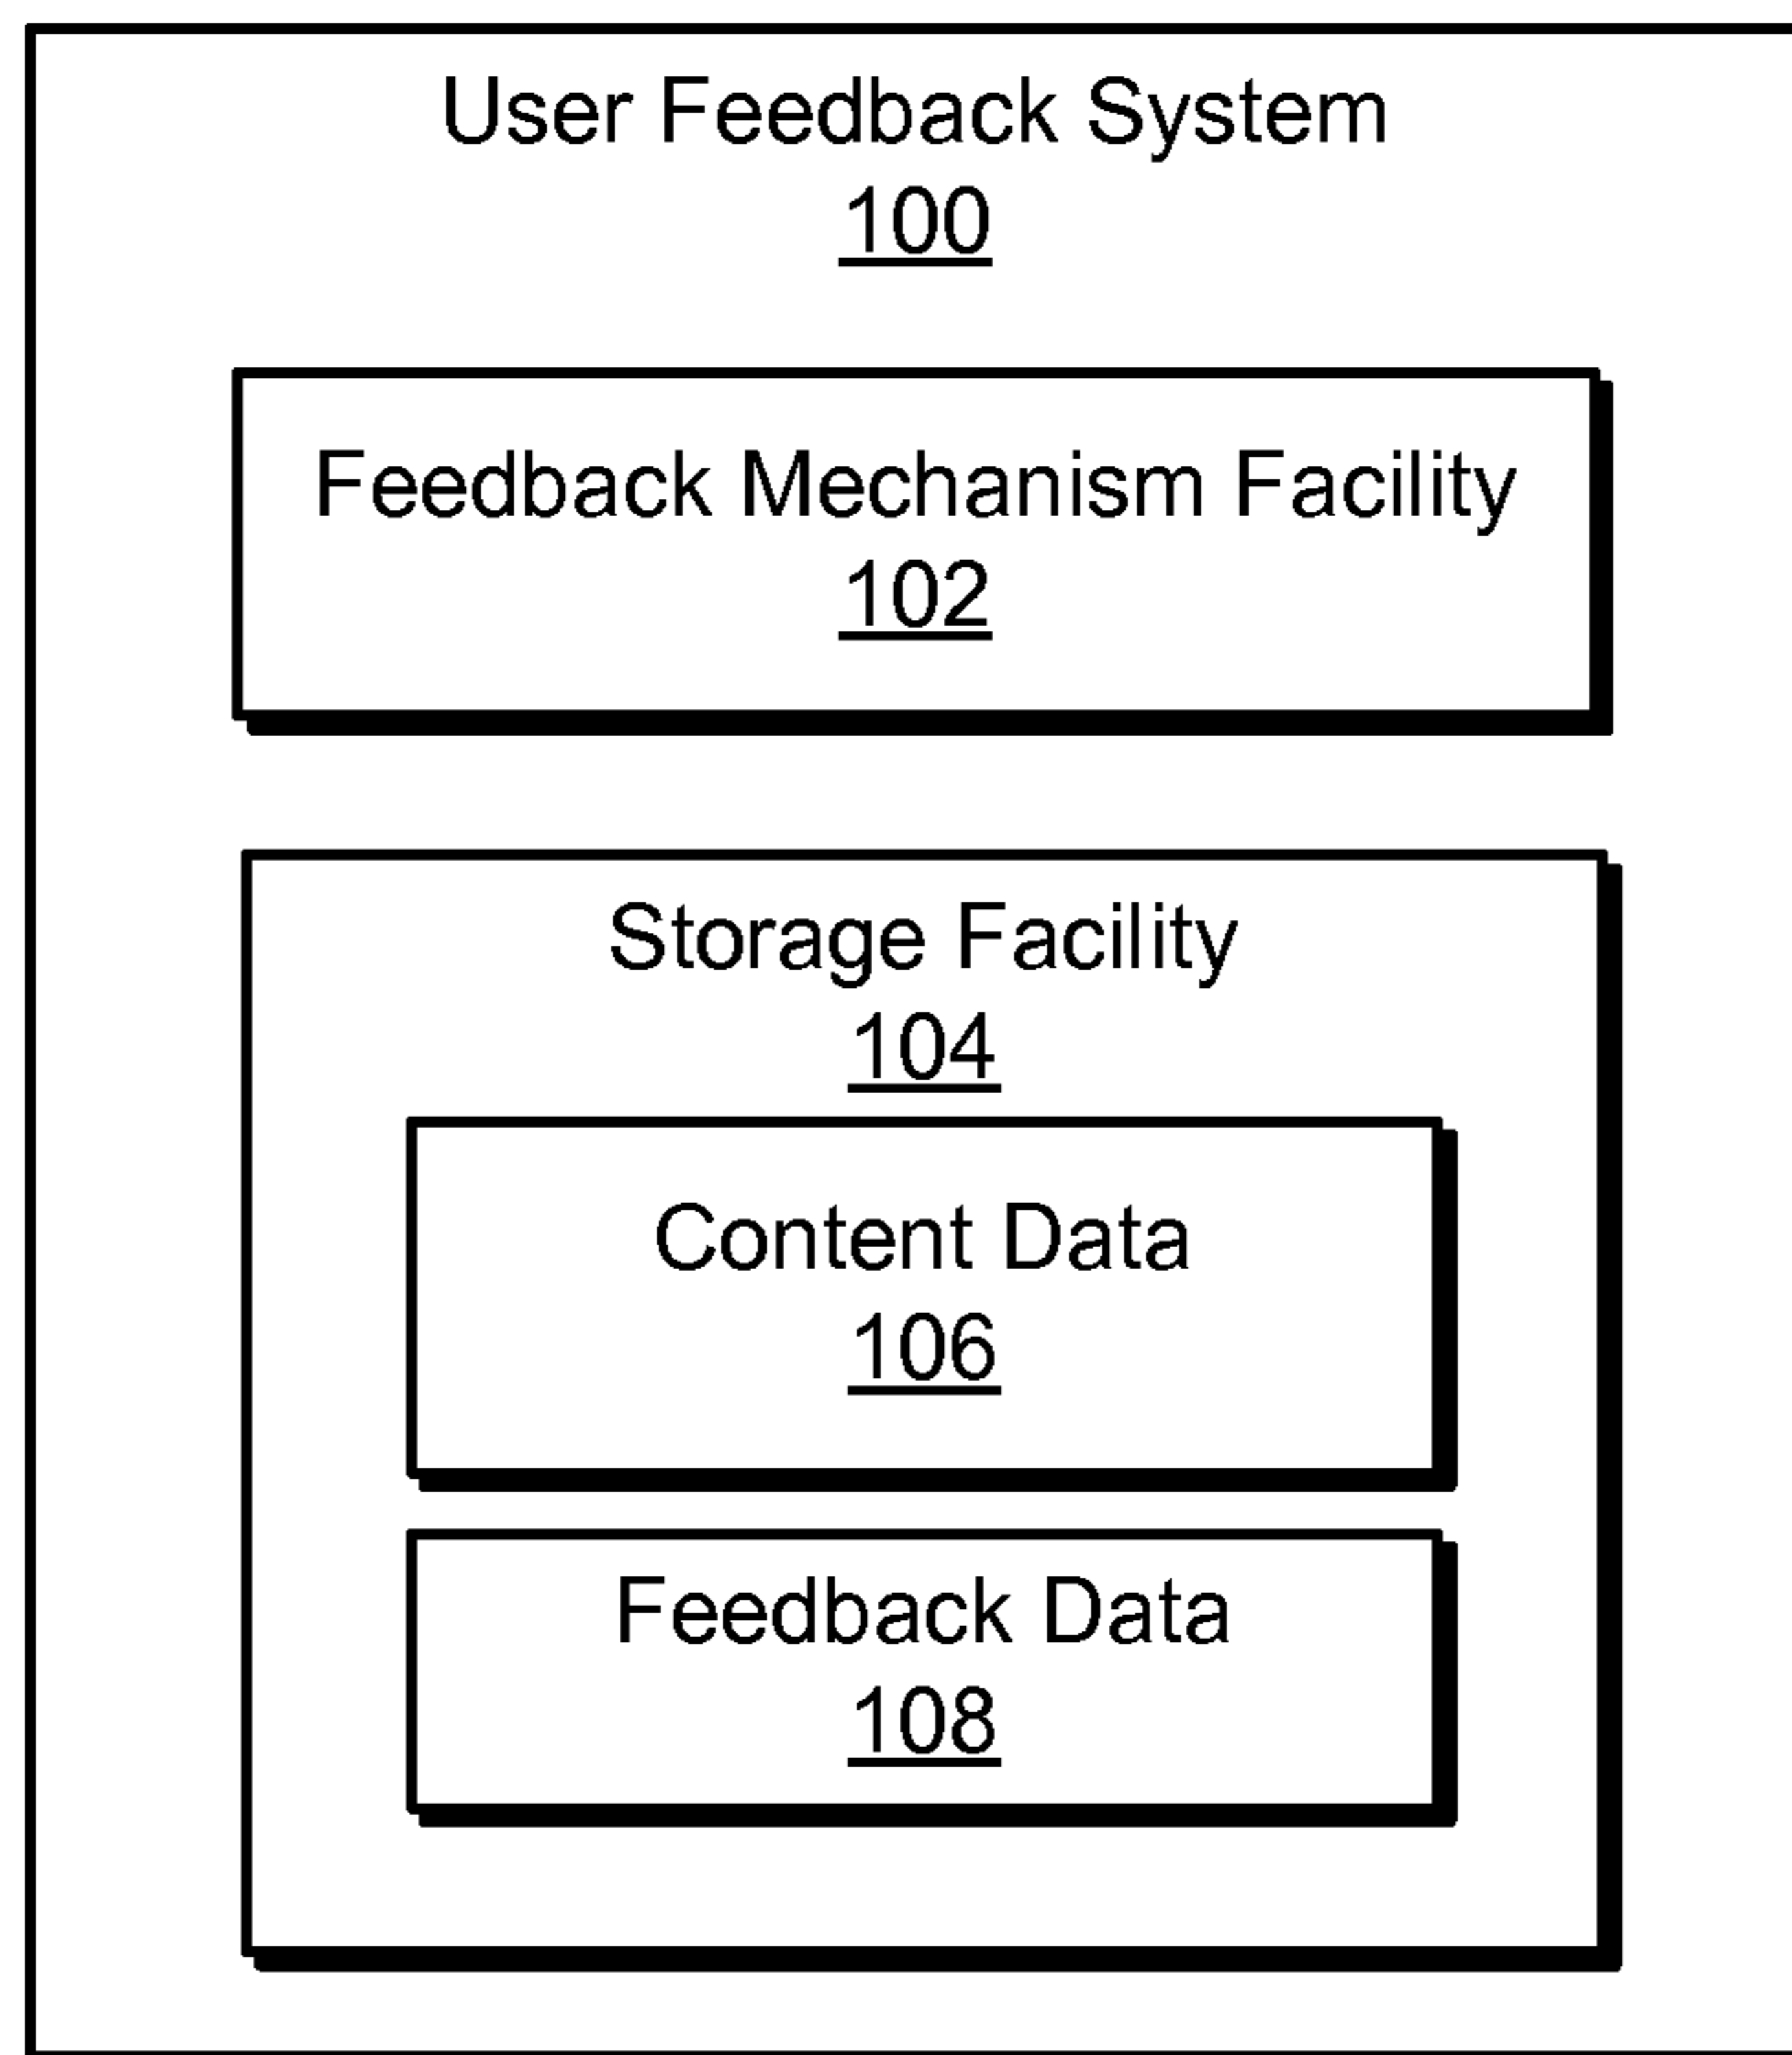 User Feedback System
100
Feedback Mechanism Facility
102
Storage Facility
104
Content Data
106
Feedback Data
108